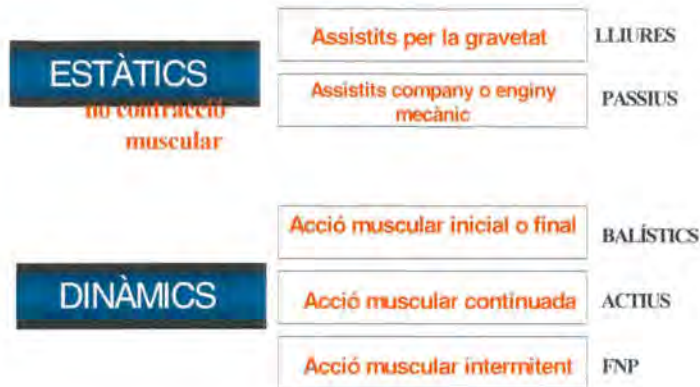 Assistits per la gravetat LLIURES
ESTÀTICS
no contracció
muscular
Assistits company o enginy
mecànic
PASSIUS
Acció muscular inicial o final BALÍSTICS
DINÀMICS
Acció muscular continuada ACTIUS
Acció muscular intermitent FNP